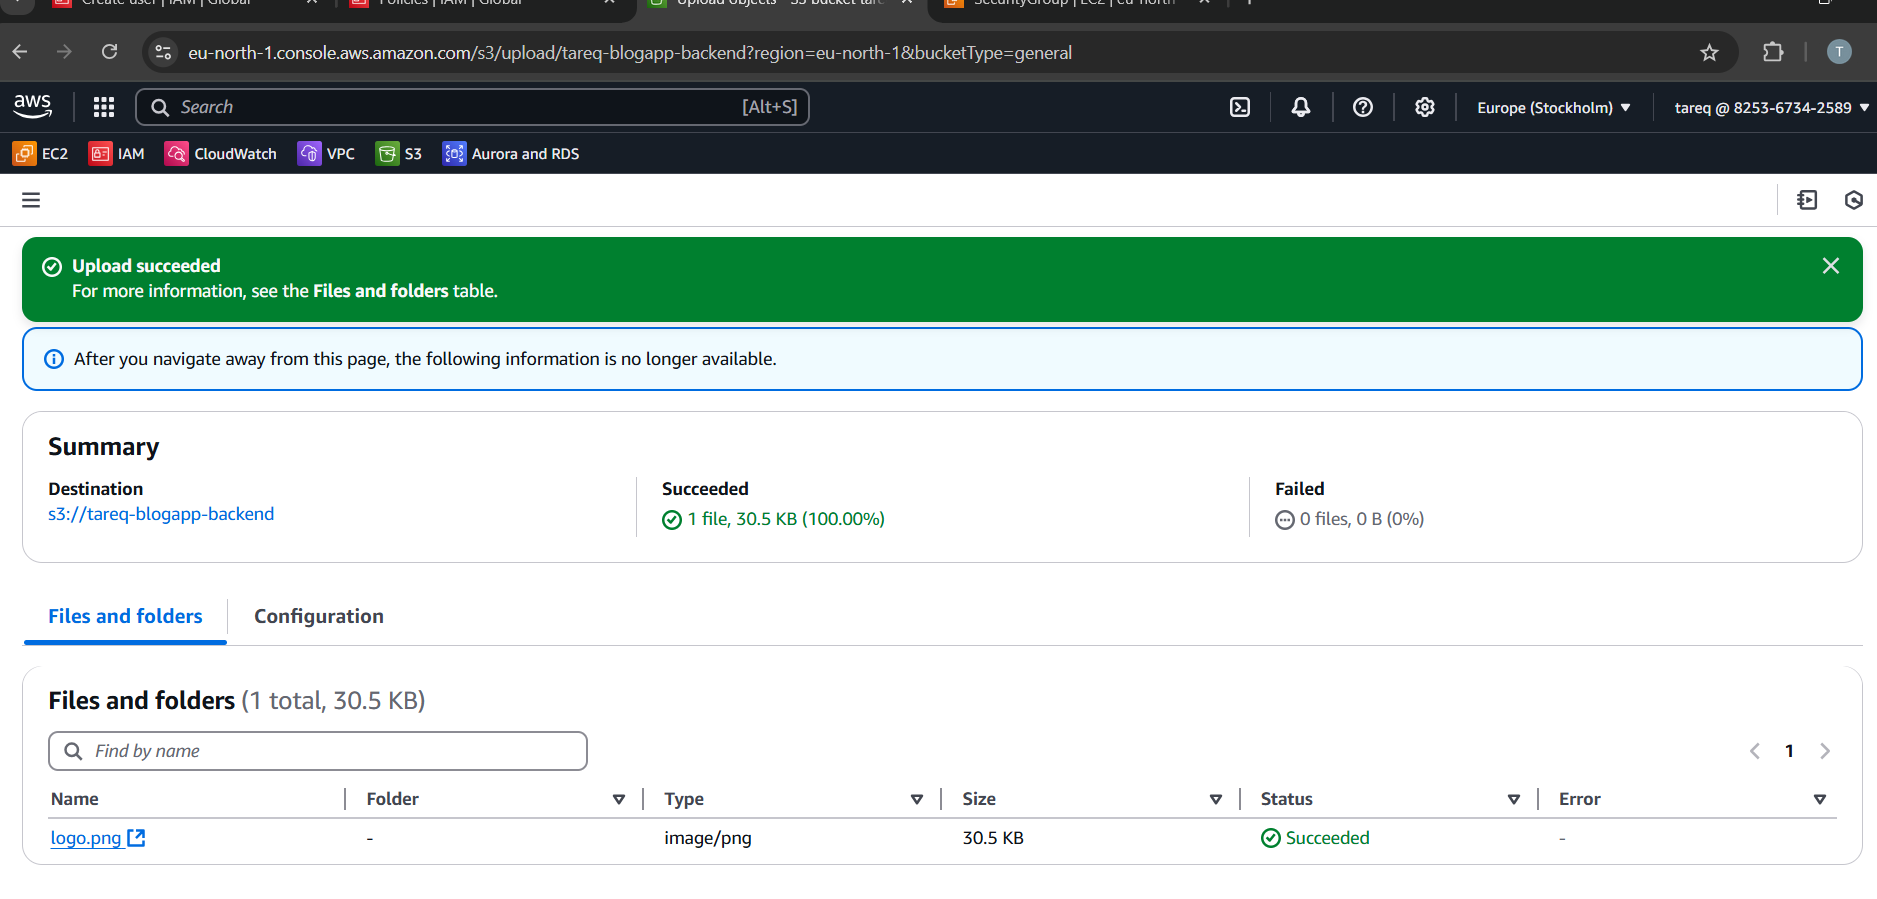 Create user | IAM | Global
Policies | IAM | Global
Upload objects - S3 bucket tare
SecurityGroup | EC2 | eu-north
eu-north-1.console.aws.amazon.com/s3/upload/tareq-blogapp-backend?region=eu-north-1&bucketType=general
T
aws
Search
[Alt+S]
Europe (Stockholm)
tareq @ 8253-6734-2589
EC2
IAM
CloudWatch
VPC
S3
Aurora and RDS
Upload succeeded
For more information, see the Files and folders table.
After you navigate away from this page, the following information is no longer available.
Summary
Destination
s3://tareq-blogapp-backend
Succeeded
1 file, 30.5 KB (100.00%)
Failed
0 files, 0 B (0%)
Files and folders
Configuration
Files and folders (1 total, 30.5 KB)
Find by name
1
Name
Folder
Type
Size
Status
Error
logo.png
-
image/png
30.5 KB
Succeeded
-